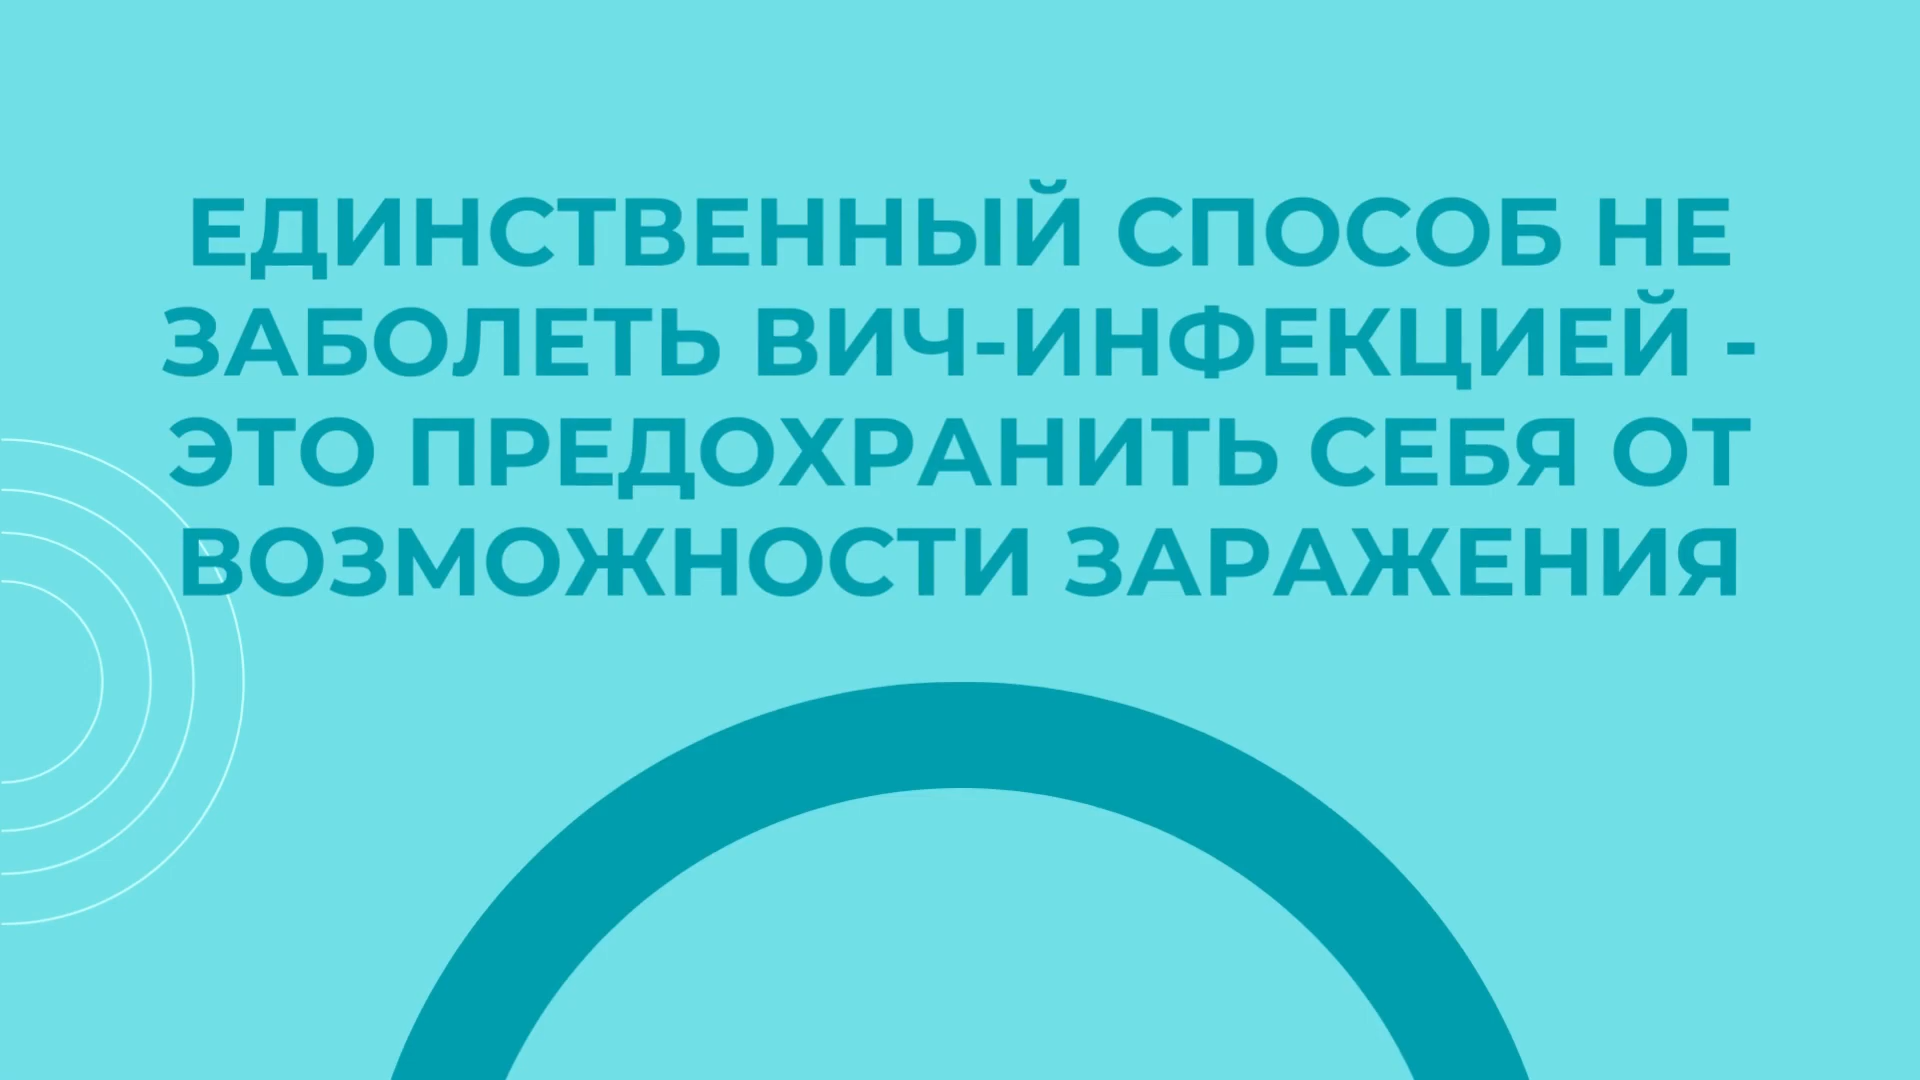 ЕДИНСТВЕННЫЙ СПОСОБ НЕ
ЗАБОЛЕТЬ ВИЧ-ИНФЕКЦИЕЙ -
ЭТО ПРЕДОХРАНИТЬ СЕБЯ ОТ
ВОЗМОЖНОСТИ ЗАРАЖЕНИЯ